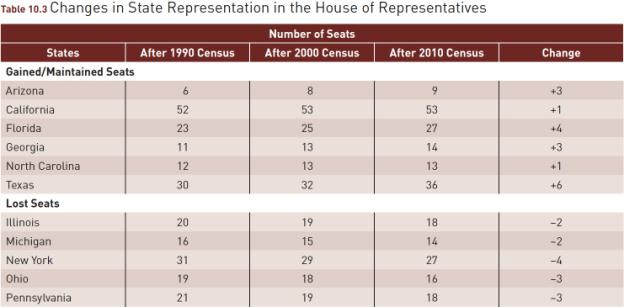 Table 10.3 Changes in State Representation in the House of Representatives
Number of Seats
States After 1990 Census After 2000 Census After 2010 Census Change
Gained/Maintained Seats
Arizona 6 8 9 +3
California 52 53 53 +1
Florida 23 25 27 +4
Georgia 11 13 14 +3
North Carolina 12 13 13 +1
Texas 30 32 36 +6
Lost Seats
Illinois 20 19 18 −2
Michigan 16 15 14 −2
New York 31 29 27 −4
Ohio 19 18 16 −3
Pennsylvania 21 19 18 −3